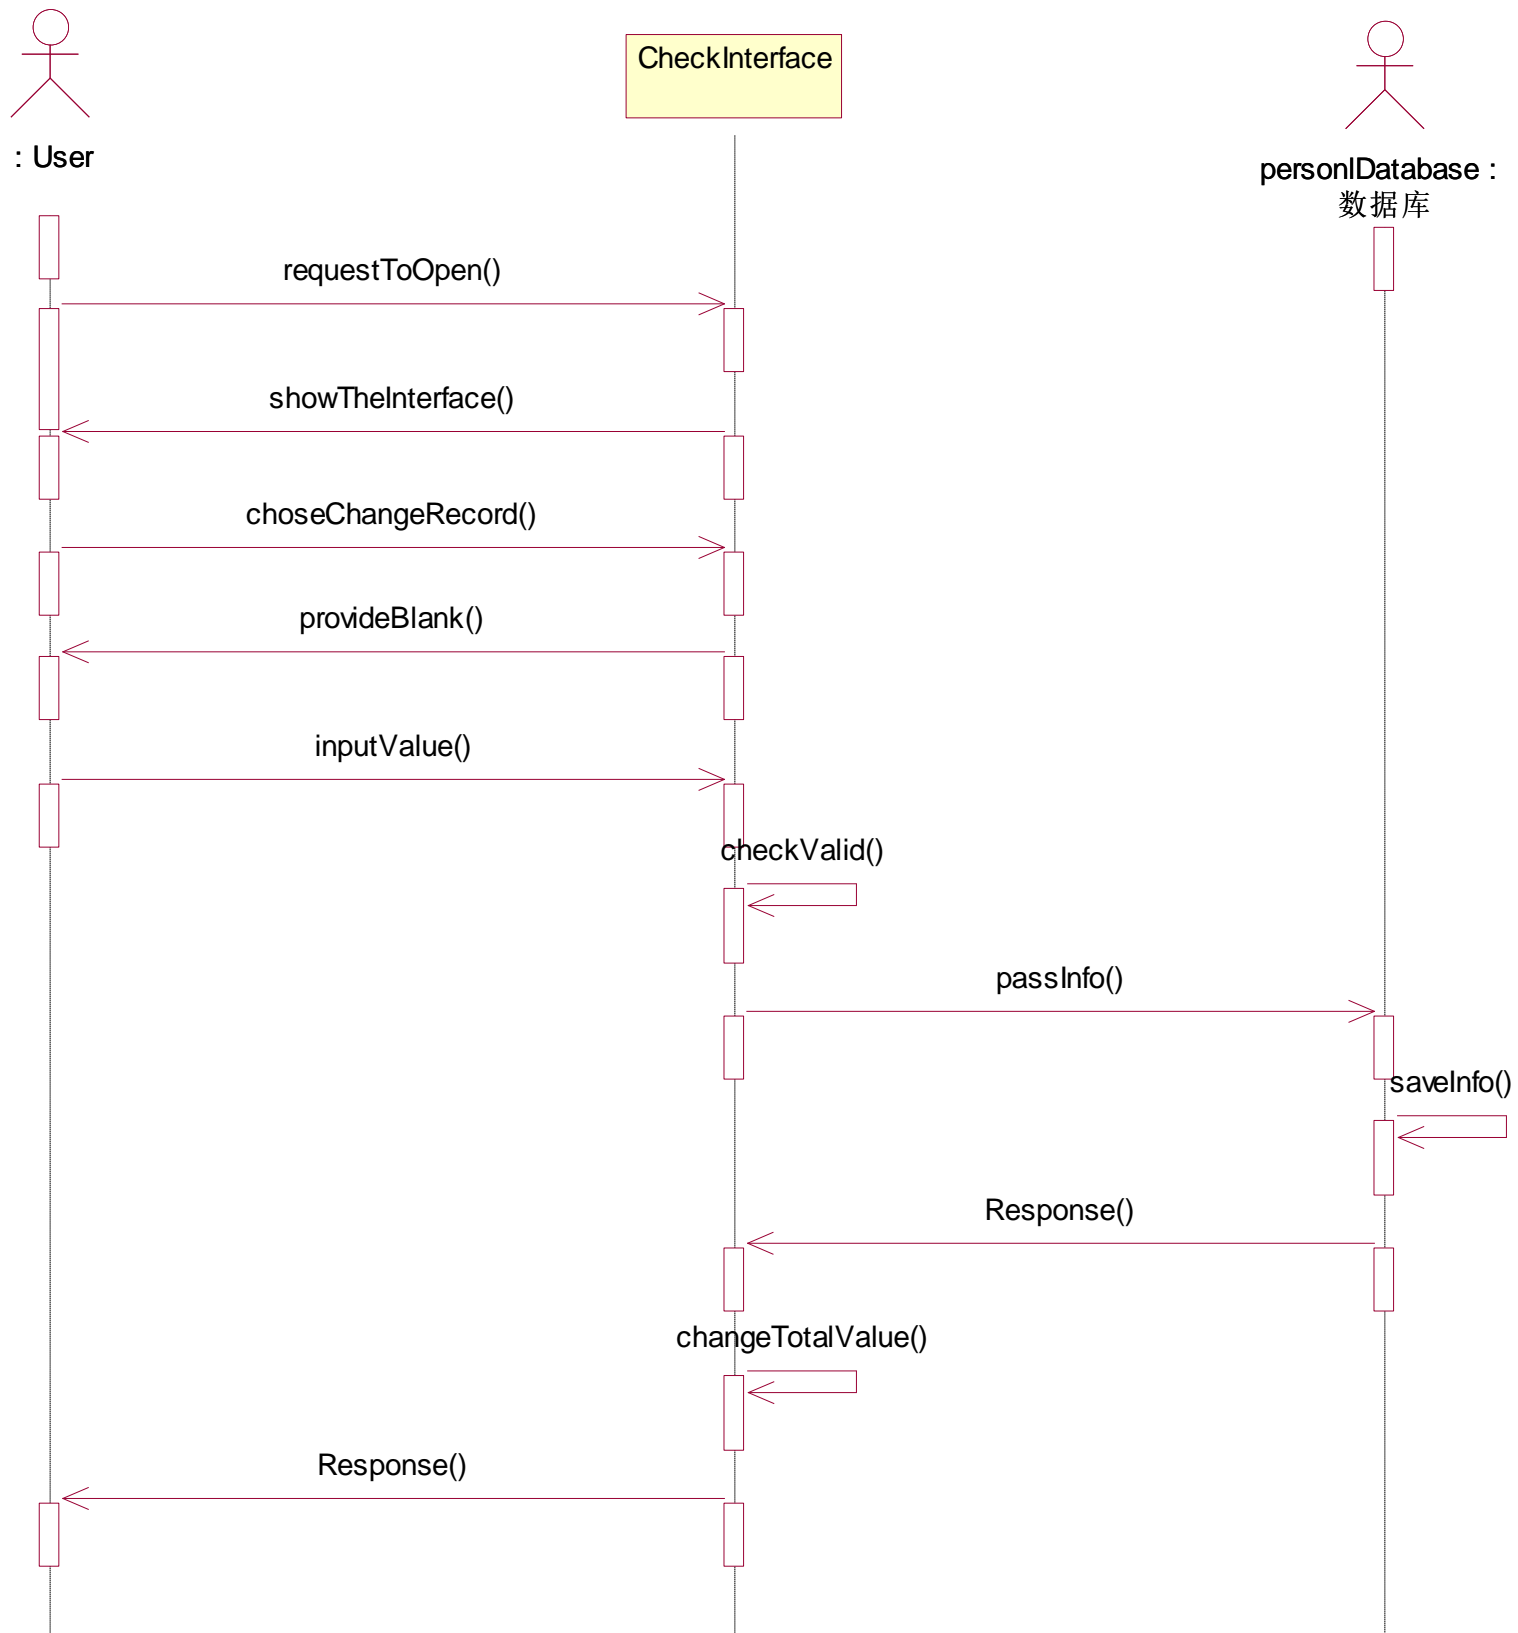 : User
CheckInterface
personlDatabase :
数据库
requestToOpen()
showTheInterface()
choseChangeRecord()
provideBlank()
inputValue()
checkValid()
passInfo()
saveInfo()
Response()
changeTotalValue()
Response()